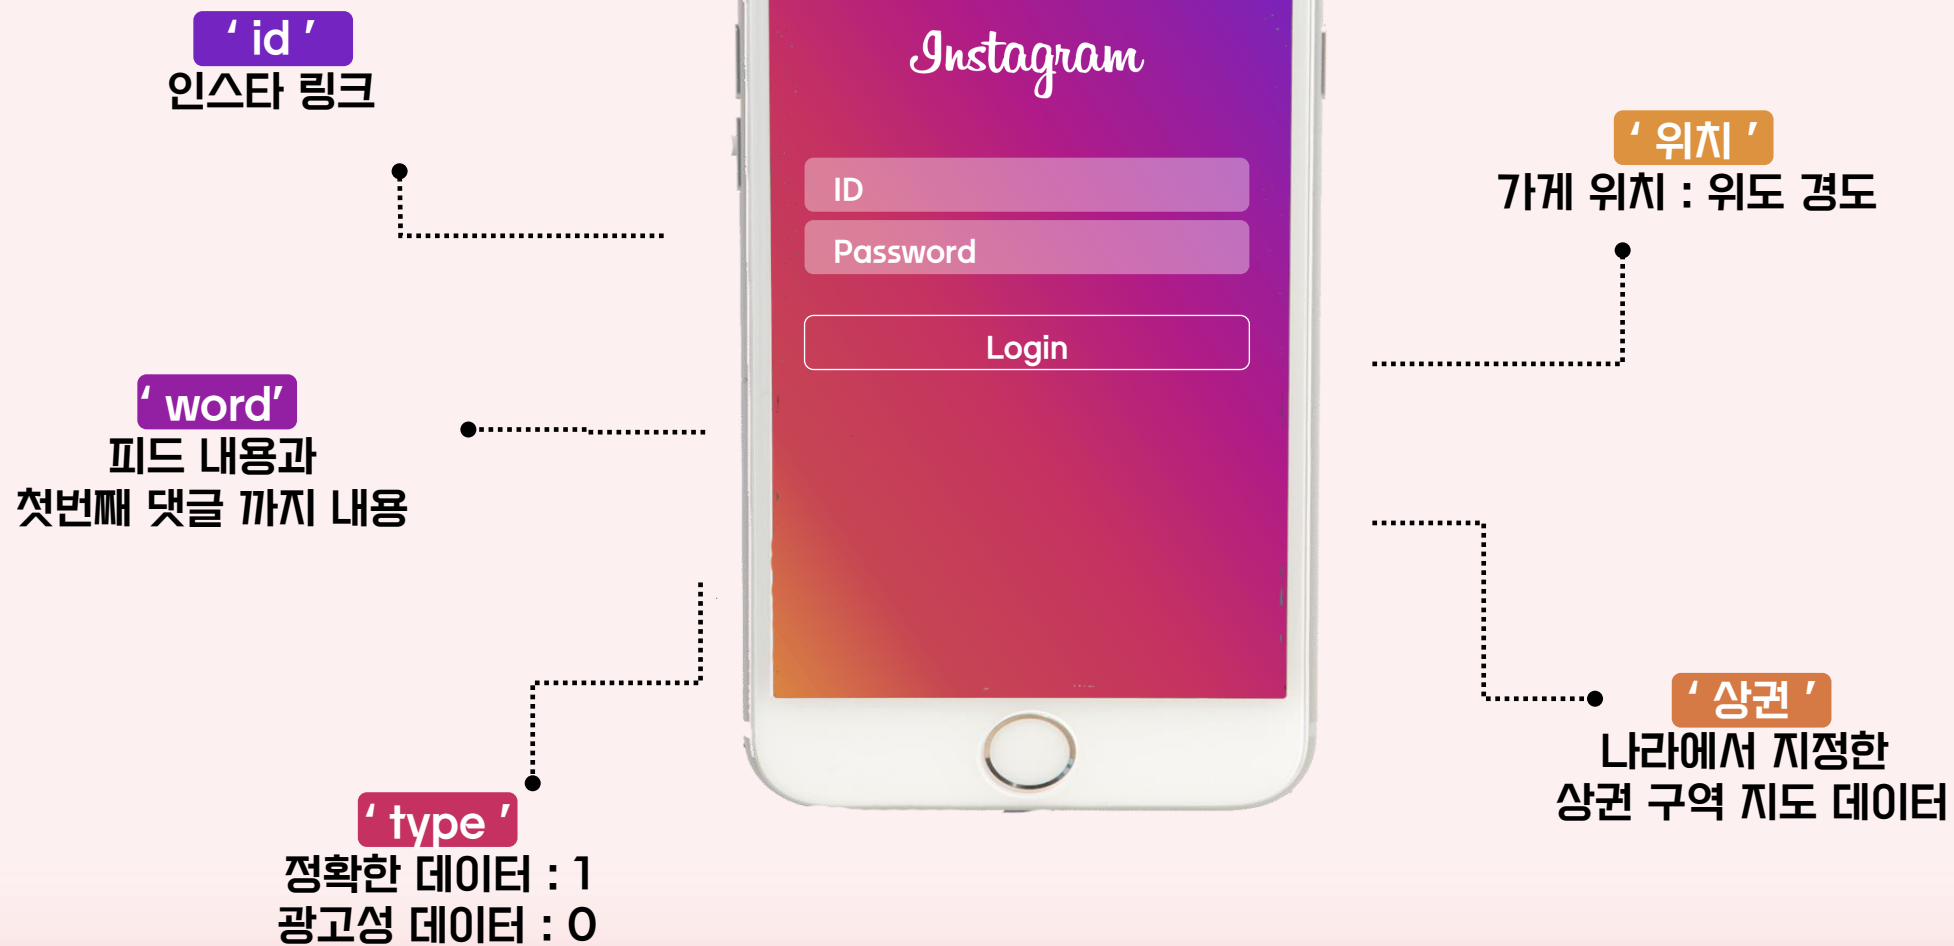 ‘ id ’
인스타 링크
‘ word’
피드 내용과
첫번째 댓글 까지 내용
‘ type ’
정확한 데이터 : 1
광고성 데이터 : 0
Instagram
ID
Password
Login
‘ 위치 ’
가게 위치 : 위도 경도
‘ 상권 ’
나라에서 지정한
상권 구역 지도 데이터